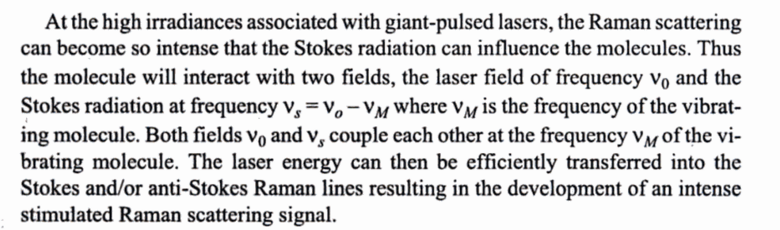 At the high irradiances associated with giant-pulsed lasers, the Raman scattering
can become so intense that the Stokes radiation can influence the molecules. Thus
the molecule will interact with two fields, the laser field of frequency ν₀ and the
Stokes radiation at frequency νₛ = νₒ – ν_M where ν_M is the frequency of the vibrat-
ing molecule. Both fields ν₀ and νₛ couple each other at the frequency ν_M of the vi-
brating molecule. The laser energy can then be efficiently transferred into the
Stokes and/or anti-Stokes Raman lines resulting in the development of an intense
stimulated Raman scattering signal.